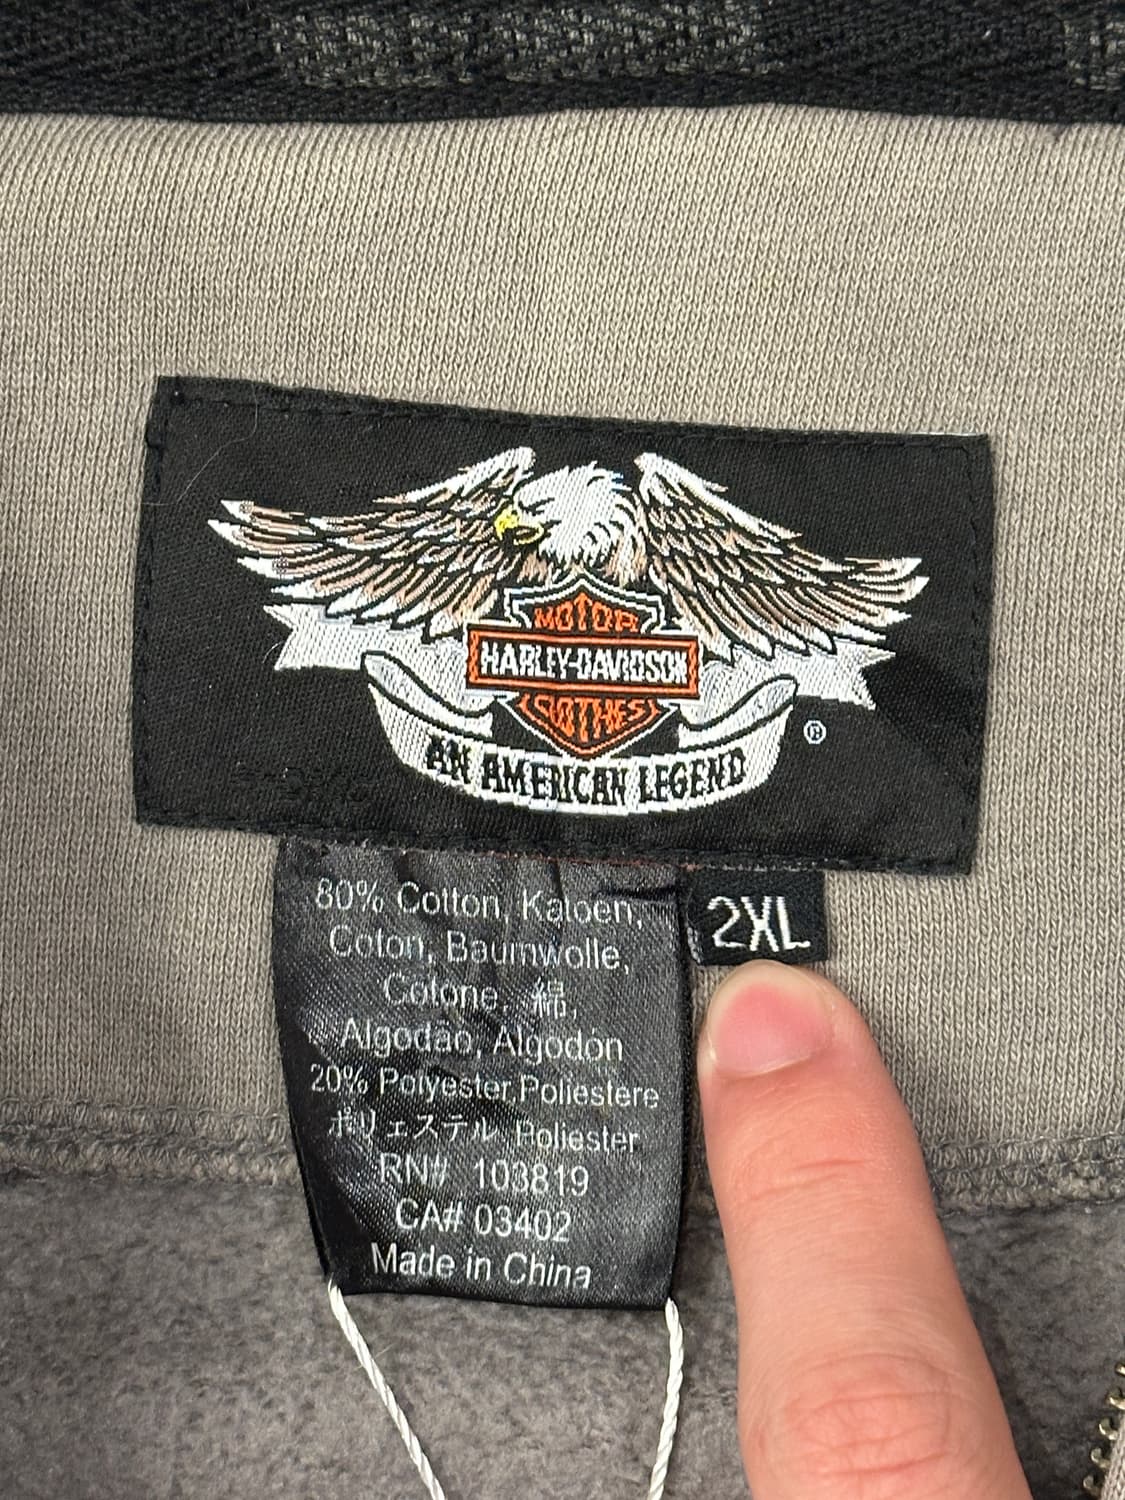 MOTOR
HARLEY-DAVIDSON
CLOTHES
AN AMERICAN LEGEND
®
2XL
80% Cotton, Katoen,
Coton, Baumwolle,
Cotone, 綿,
Algodão, Algodón
20% Polyester, Poliestere
ポリェステル Poliester
RN# 103819
CA# 03402
Made in China